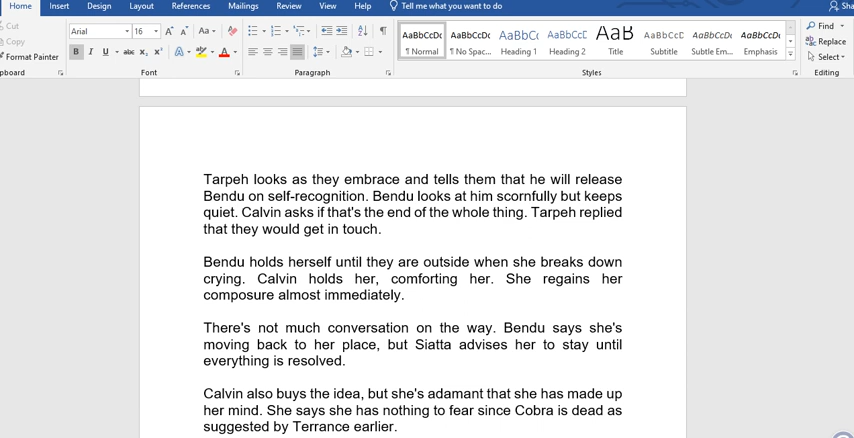 Home Insert Design Layout References Mailings Review View Help Tell me what you want to do Sha
Cut
Copy
Format Painter
pboard
Arial 16 A A Aa
B I U abc x₂ x² A ab A
Font
Paragraph
AaBbCcDc AaBbCcDc AaBbC( AaBbCcE AaB AaBbCcD AaBbCcDt AaBbCcDt
¶ Normal ¶ No Spac... Heading 1 Heading 2 Title Subtitle Subtle Em... Emphasis
Styles
Find
Replace
Select
Editing
Tarpeh looks as they embrace and tells them that he will release
Bendu on self-recognition. Bendu looks at him scornfully but keeps
quiet. Calvin asks if that's the end of the whole thing. Tarpeh replied
that they would get in touch.
Bendu holds herself until they are outside when she breaks down
crying. Calvin holds her, comforting her. She regains her
composure almost immediately.
There's not much conversation on the way. Bendu says she's
moving back to her place, but Siatta advises her to stay until
everything is resolved.
Calvin also buys the idea, but she's adamant that she has made up
her mind. She says she has nothing to fear since Cobra is dead as
suggested by Terrance earlier.